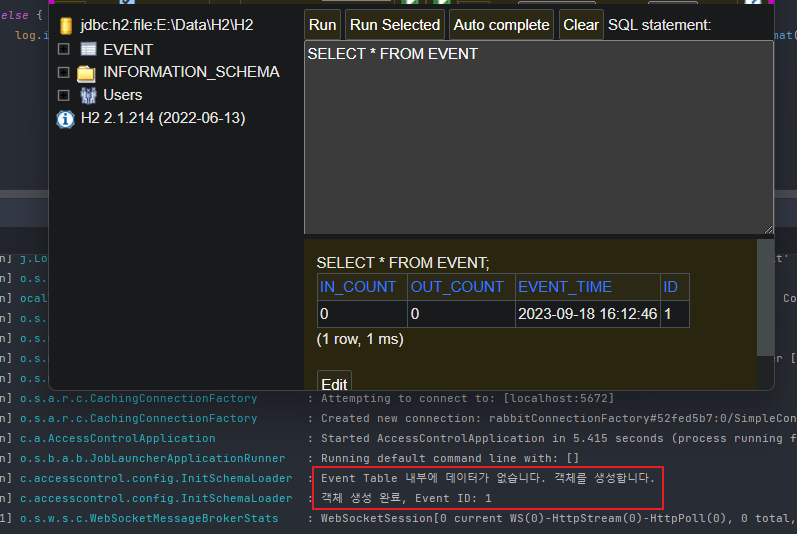 else {
log.i
jdbc:h2:file:E:\Data\H2\H2
EVENT
INFORMATION_SCHEMA
Users
H2 2.1.214 (2022-06-13)
Run Run Selected Auto complete Clear SQL statement:
SELECT * FROM EVENT
SELECT * FROM EVENT;
IN_COUNT OUT_COUNT EVENT_TIME ID
0 0 2023-09-18 16:12:46 1
(1 row, 1 ms)
Edit
n] j.Lo
n] o.s.
n] ocal Co
n] o.s.
n] o.s.
n] o.s. r [
n] o.s.a
n] o.s.a.r.c.CachingConnectionFactory : Attempting to connect to: [localhost:5672]
n] o.s.a.r.c.CachingConnectionFactory : Created new connection: rabbitConnectionFactory#52fed5b7:0/SimpleCon
n] c.a.AccessControlApplication : Started AccessControlApplication in 5.415 seconds (process running f
n] o.s.b.a.b.JobLauncherApplicationRunner : Running default command line with: []
n] c.accesscontrol.config.InitSchemaLoader : Event Table 내부에 데이터가 없습니다. 객체를 생성합니다.
n] c.accesscontrol.config.InitSchemaLoader : 객체 생성 완료, Event ID: 1
1] o.s.w.s.c.WebSocketMessageBrokerStats : WebSocketSession[0 current WS(0)-HttpStream(0)-HttpPoll(0), 0 total,